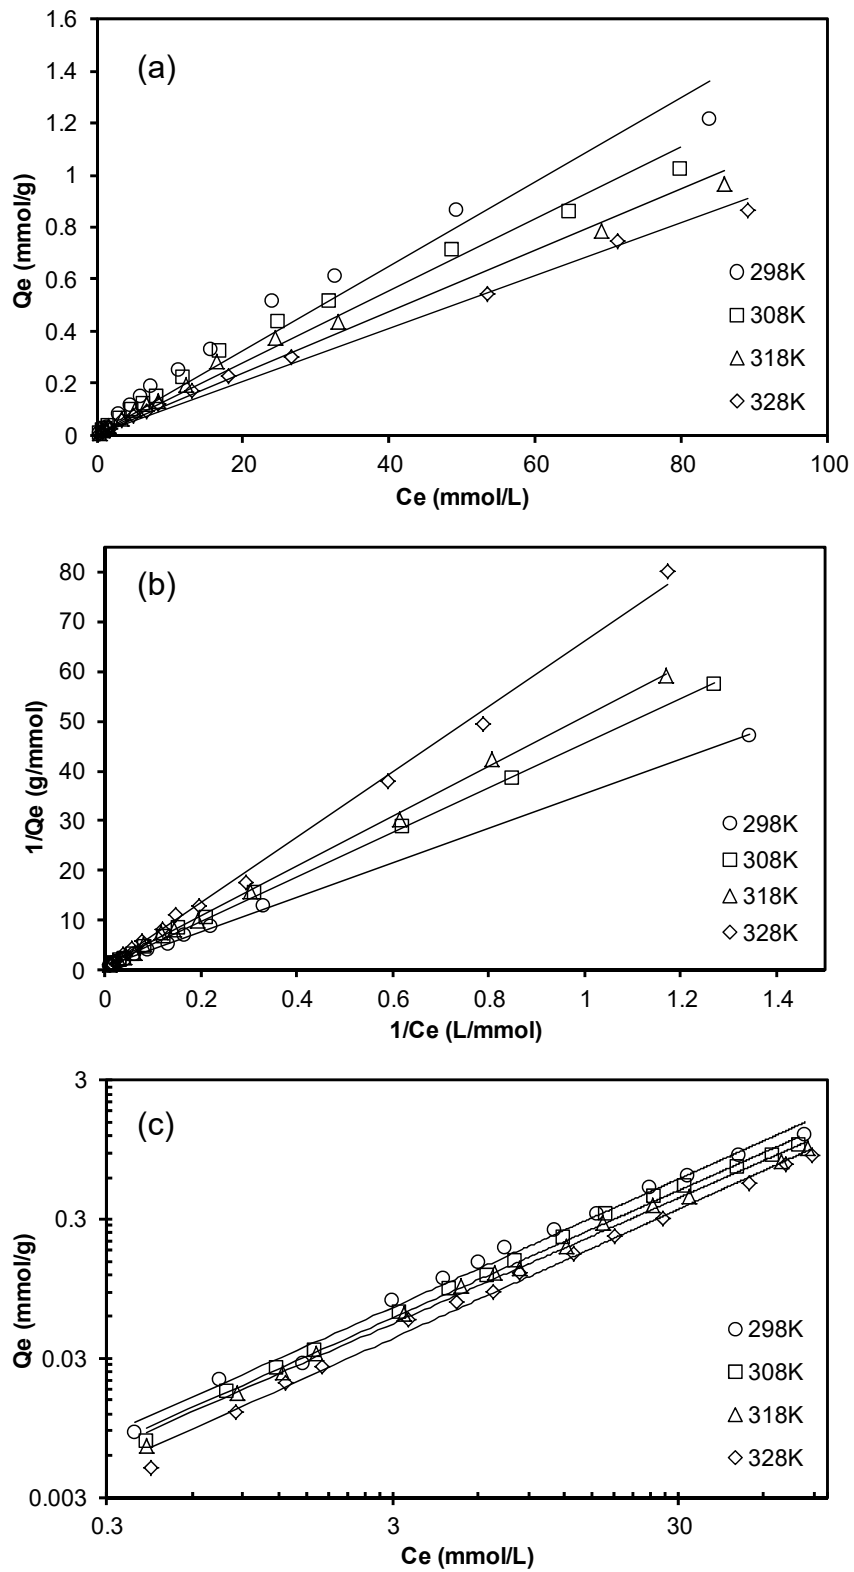 1.6
(a)
1.4
1.2
1
0.8
0.6
0.4
0.2
0
Qe (mmol/g)
298K
308K
318K
328K
0 20 40 60 80 100
Ce (mmol/L)
80
(b)
70
60
50
40
30
20
10
0
1/Qe (g/mmol)
298K
308K
318K
328K
0 0.2 0.4 0.6 0.8 1 1.2 1.4
1/Ce (L/mmol)
3
(c)
0.3
0.03
0.003
Qe (mmol/g)
298K
308K
318K
328K
0.3 3 30
Ce (mmol/L)